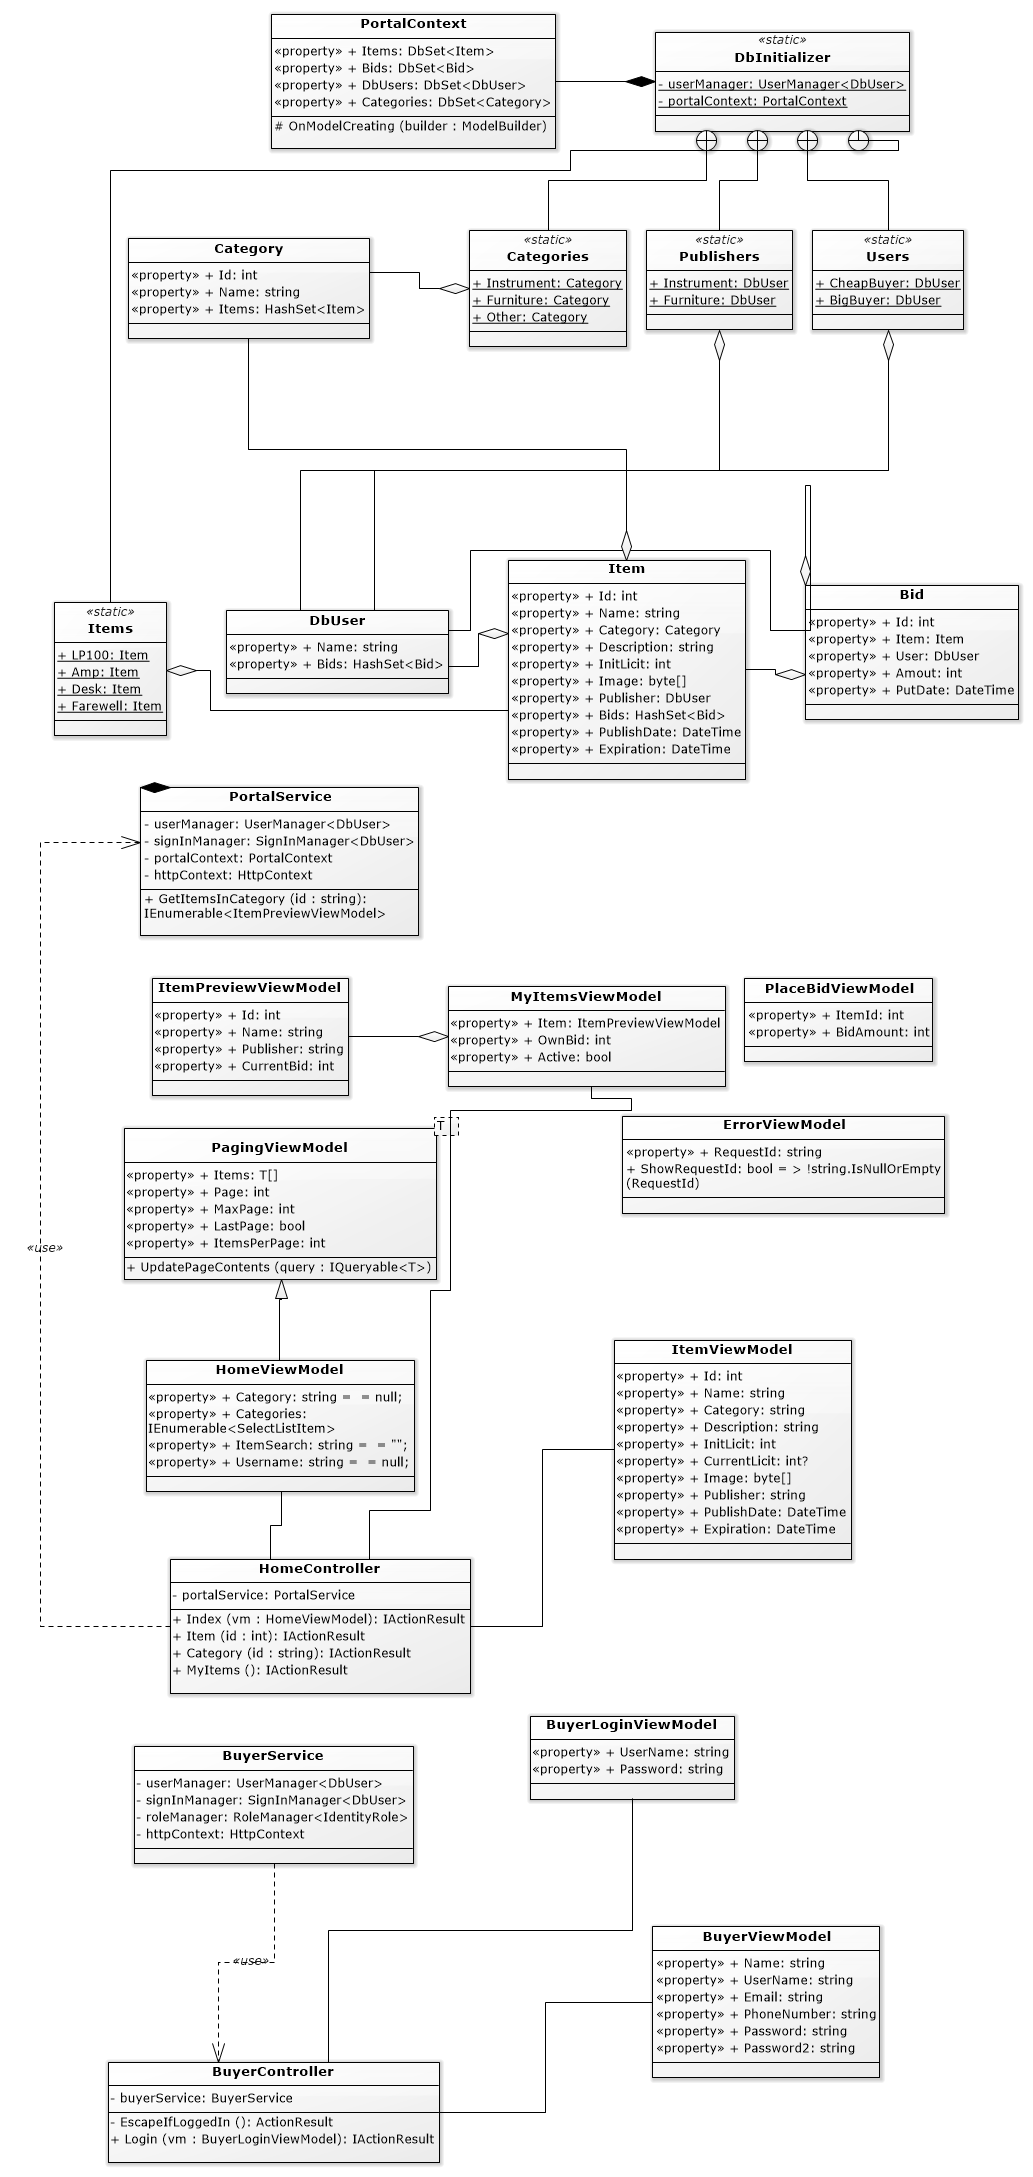 PortalContext
«property» + Items: DbSet<Item>
«property» + Bids: DbSet<Bid>
«property» + DbUsers: DbSet<DbUser>
«property» + Categories: DbSet<Category>
# OnModelCreating (builder : ModelBuilder)
«static»
DbInitializer
- userManager: UserManager<DbUser>
- portalContext: PortalContext
Category
«property» + Id: int
«property» + Name: string
«property» + Items: HashSet<Item>
«static»
Categories
+ Instrument: Category
+ Furniture: Category
+ Other: Category
«static»
Publishers
+ Instrument: DbUser
+ Furniture: DbUser
«static»
Users
+ CheapBuyer: DbUser
+ BigBuyer: DbUser
«static»
Items
+ LP100: Item
+ Amp: Item
+ Desk: Item
+ Farewell: Item
DbUser
«property» + Name: string
«property» + Bids: HashSet<Bid>
Item
«property» + Id: int
«property» + Name: string
«property» + Category: Category
«property» + Description: string
«property» + InitLicit: int
«property» + Image: byte[]
«property» + Publisher: DbUser
«property» + Bids: HashSet<Bid>
«property» + PublishDate: DateTime
«property» + Expiration: DateTime
Bid
«property» + Id: int
«property» + Item: Item
«property» + User: DbUser
«property» + Amout: int
«property» + PutDate: DateTime
PortalService
- userManager: UserManager<DbUser>
- signInManager: SignInManager<DbUser>
- portalContext: PortalContext
- httpContext: HttpContext
+ GetItemsInCategory (id : string):
IEnumerable<ItemPreviewViewModel>
ItemPreviewViewModel
«property» + Id: int
«property» + Name: string
«property» + Publisher: string
«property» + CurrentBid: int
MyItemsViewModel
«property» + Item: ItemPreviewViewModel
«property» + OwnBid: int
«property» + Active: bool
PlaceBidViewModel
«property» + ItemId: int
«property» + BidAmount: int
T
PagingViewModel
«property» + Items: T[]
«property» + Page: int
«property» + MaxPage: int
«property» + LastPage: bool
«property» + ItemsPerPage: int
+ UpdatePageContents (query : IQueryable<T>)
ErrorViewModel
«property» + RequestId: string
+ ShowRequestId: bool = > !string.IsNullOrEmpty
(RequestId)
«use»
HomeViewModel
«property» + Category: string = = null;
«property» + Categories:
IEnumerable<SelectListItem>
«property» + ItemSearch: string = = "";
«property» + Username: string = = null;
ItemViewModel
«property» + Id: int
«property» + Name: string
«property» + Category: string
«property» + Description: string
«property» + InitLicit: int
«property» + CurrentLicit: int?
«property» + Image: byte[]
«property» + Publisher: string
«property» + PublishDate: DateTime
«property» + Expiration: DateTime
HomeController
- portalService: PortalService
+ Index (vm : HomeViewModel): IActionResult
+ Item (id : int): IActionResult
+ Category (id : string): IActionResult
+ MyItems (): IActionResult
BuyerLoginViewModel
«property» + UserName: string
«property» + Password: string
BuyerService
- userManager: UserManager<DbUser>
- signInManager: SignInManager<DbUser>
- roleManager: RoleManager<IdentityRole>
- httpContext: HttpContext
«use»
BuyerViewModel
«property» + Name: string
«property» + UserName: string
«property» + Email: string
«property» + PhoneNumber: string
«property» + Password: string
«property» + Password2: string
BuyerController
- buyerService: BuyerService
- EscapeIfLoggedIn (): ActionResult
+ Login (vm : BuyerLoginViewModel): IActionResult